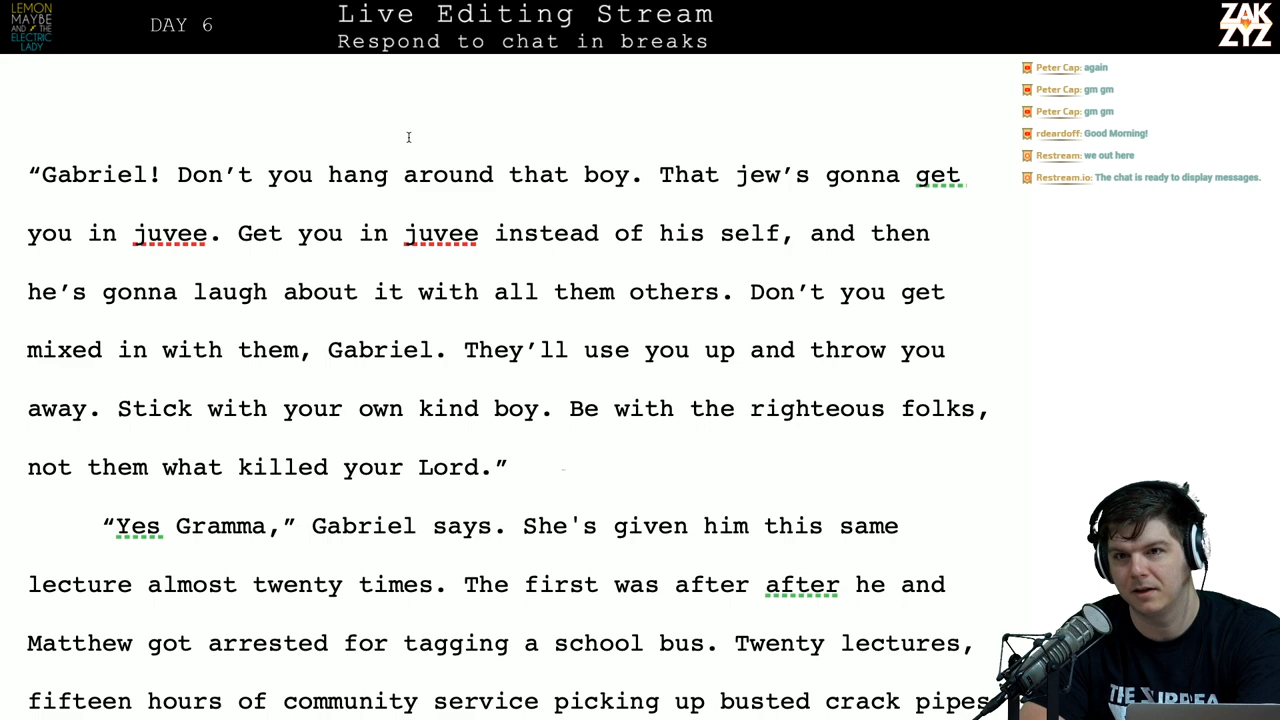 LEMON
MAYBE
AND THE
ELECTRIC
LADY
DAY 6
Live Editing Stream
Respond to chat in breaks
ZAK
ZYZ
Peter Cap: again
Peter Cap: gm gm
Peter Cap: gm gm
rdeardoff: Good Morning!
Restream: we out here
Restream.io: The chat is ready to display messages.
“Gabriel! Don’t you hang around that boy. That jew’s gonna get
you in juvee. Get you in juvee instead of his self, and then
he’s gonna laugh about it with all them others. Don’t you get
mixed in with them, Gabriel. They’ll use you up and throw you
away. Stick with your own kind boy. Be with the righteous folks,
not them what killed your Lord.”
“Yes Gramma,” Gabriel says. She's given him this same
lecture almost twenty times. The first was after after he and
Matthew got arrested for tagging a school bus. Twenty lectures,
fifteen hours of community service picking up busted crack pipes
THE